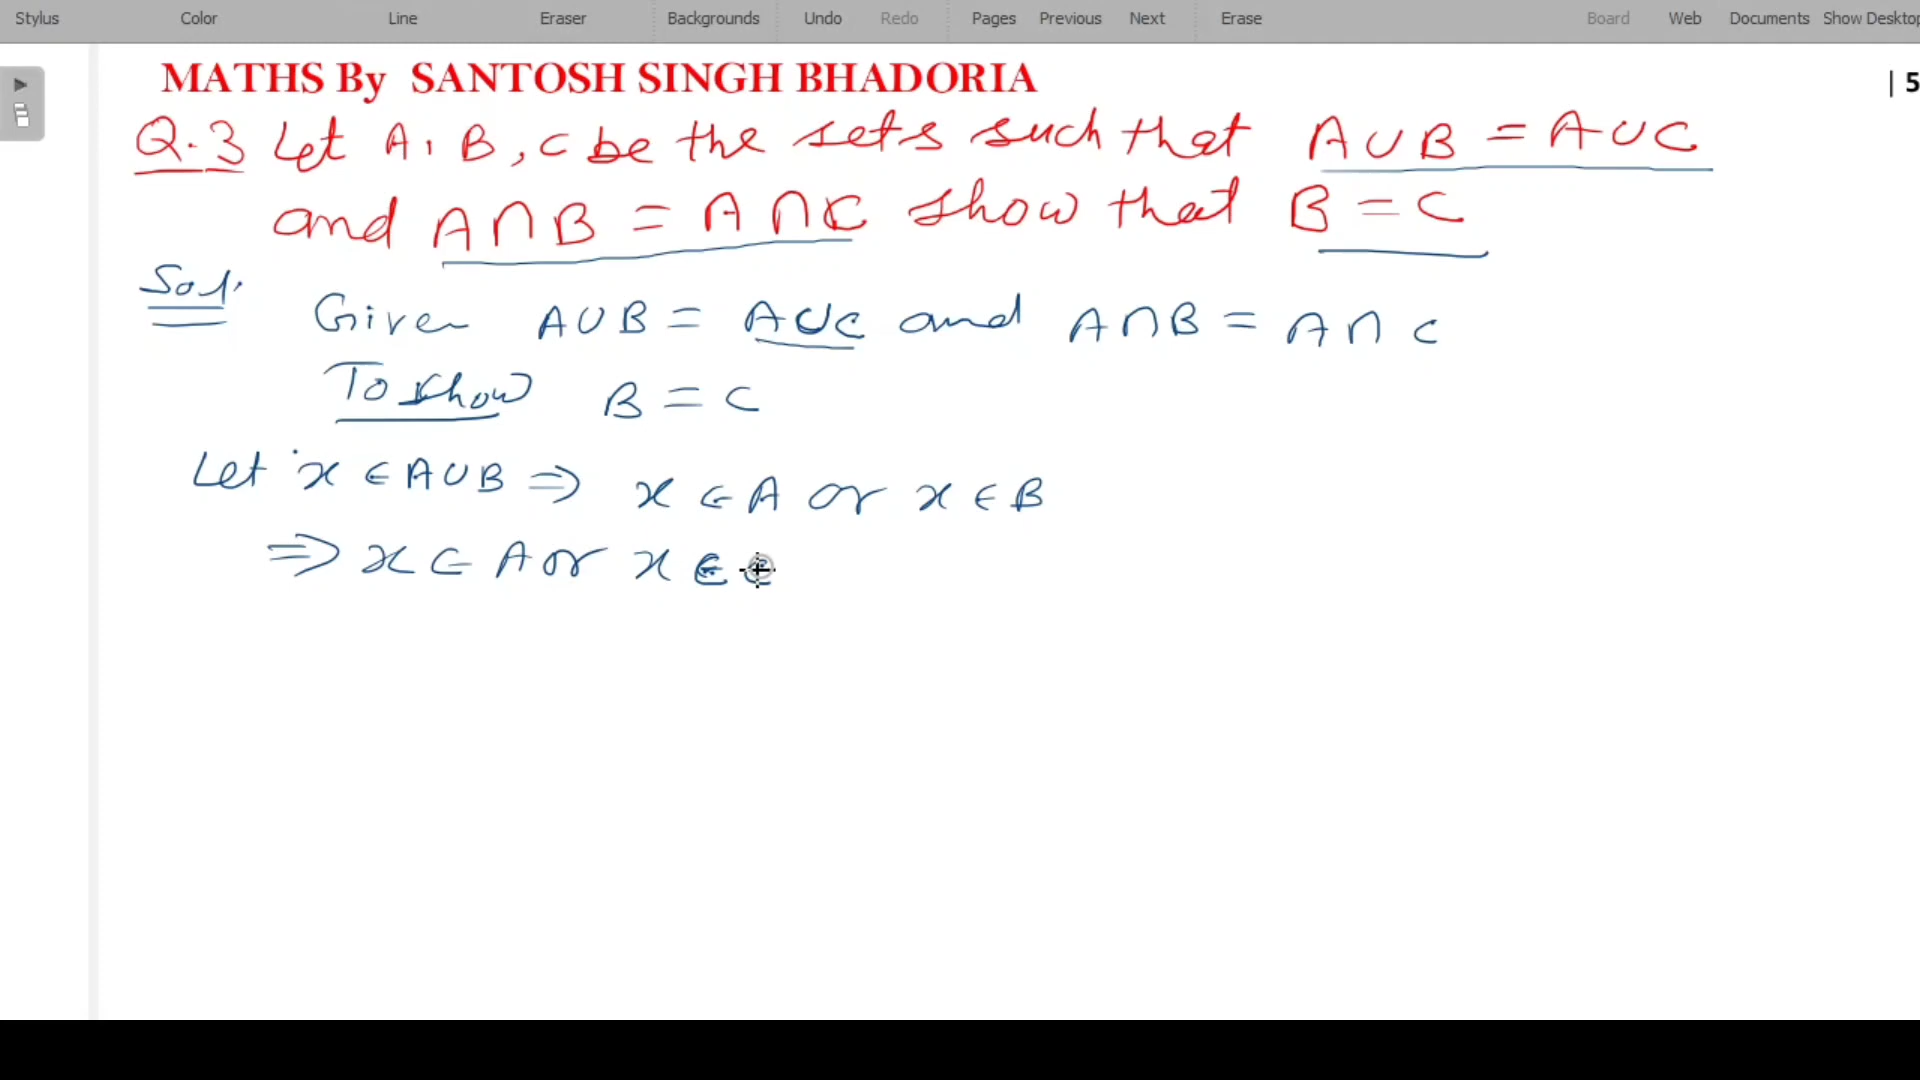 Stylus Color Line Eraser Backgrounds Undo Redo Pages Previous Next Erase Board Web Documents Show Desktop
MATHS By SANTOSH SINGH BHADORIA | 5
Q.3 Let A, B, C be the sets such that A∪B = A∪C
and A∩B = A∩C show that B = C
Sol.
Given A∪B = A∪C and A∩B = A∩C
To show B = C
Let x ∈ A∪B ⇒ x ∈ A or x ∈ B
⇒ x ∈ A or x ∈ C